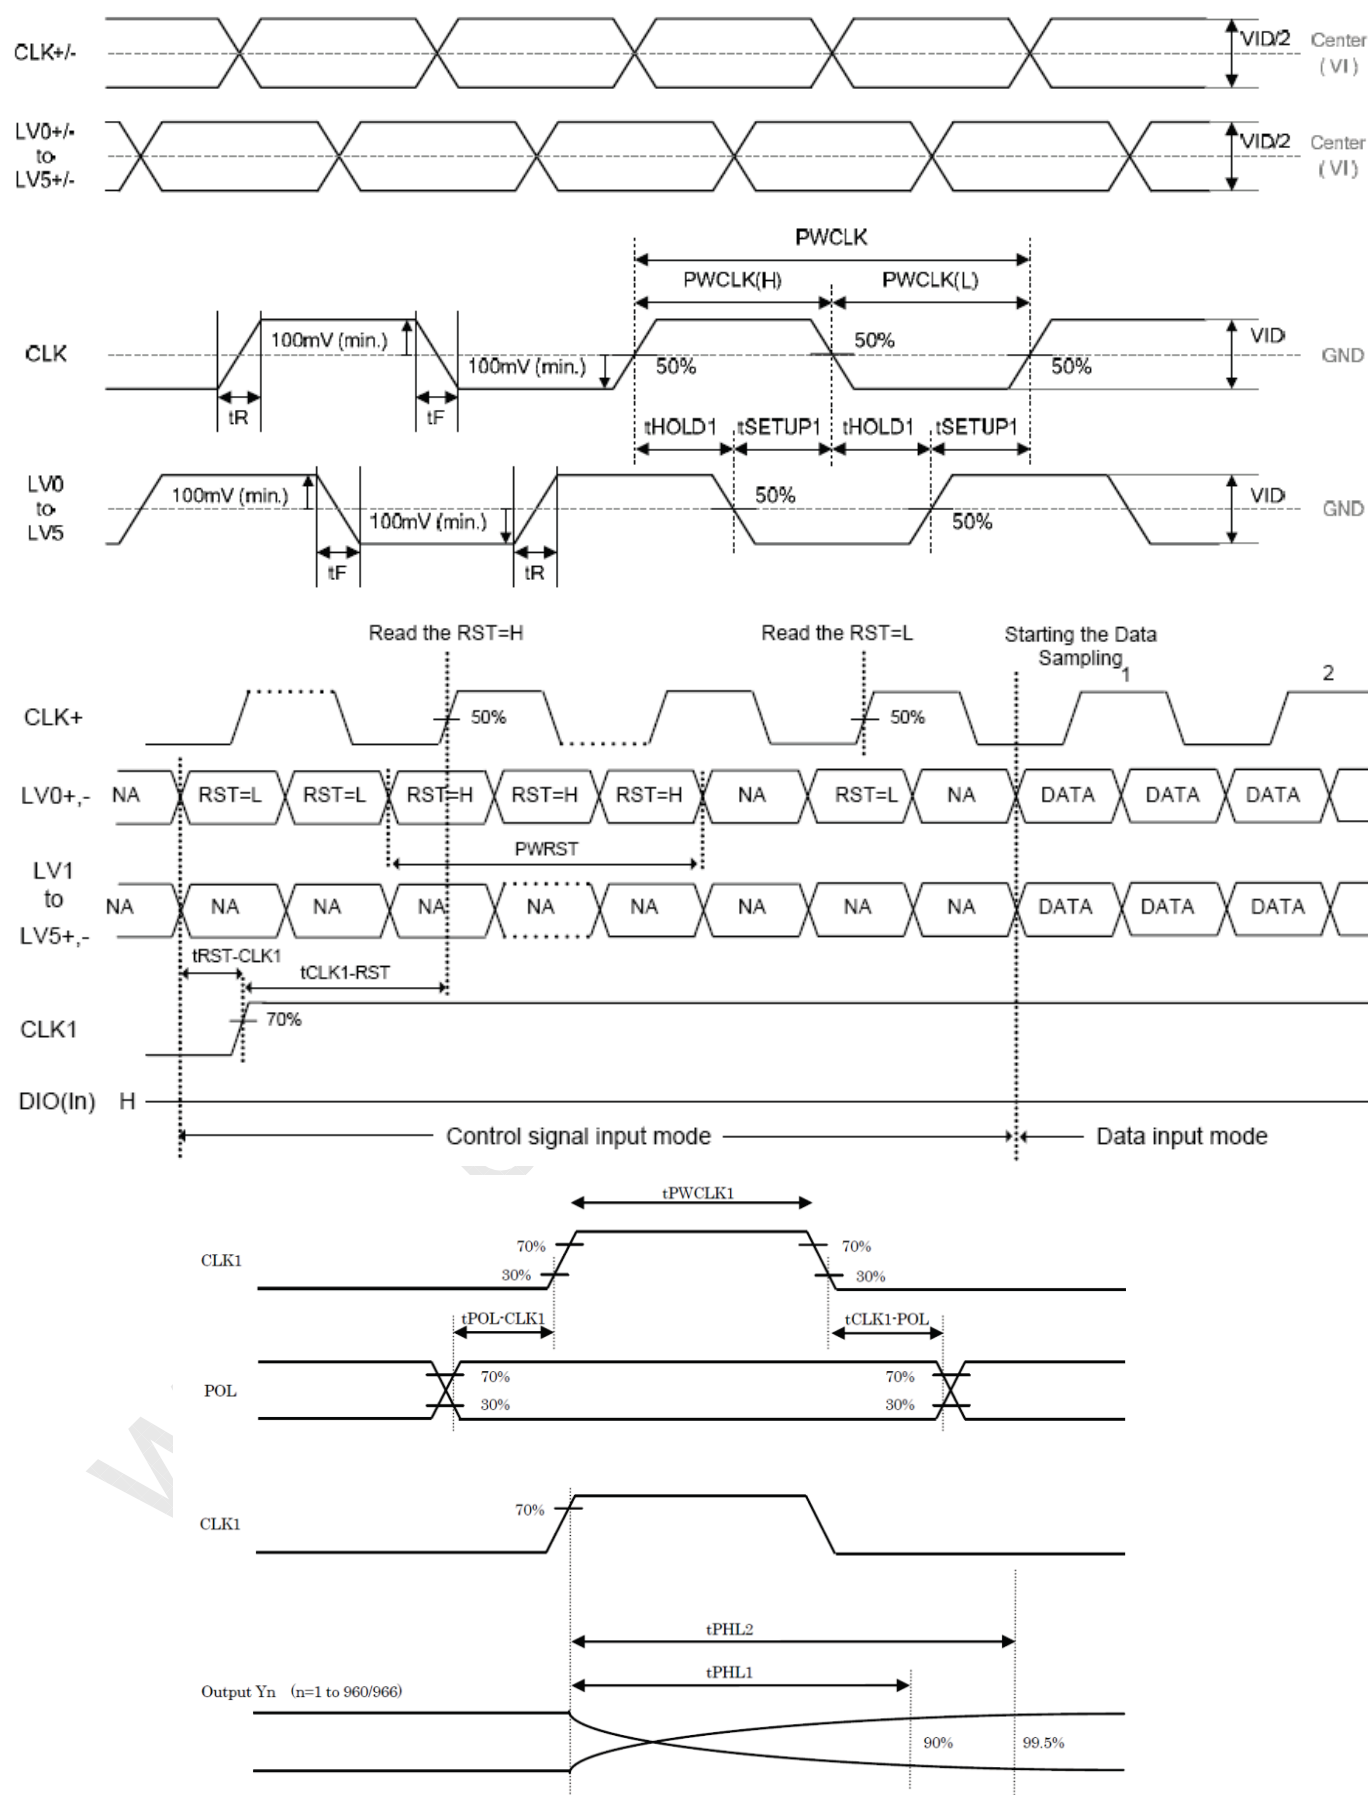 CLK+/-
VID/2
Center
( VI )
LV0+/-
to
LV5+/-
VID/2
Center
( VI )
PWCLK
PWCLK(H)
PWCLK(L)
CLK
100mV (min.)
100mV (min.)
50%
50%
50%
VID
GND
tR
tF
tHOLD1
tSETUP1
tHOLD1
tSETUP1
LV0
to
LV5
100mV (min.)
100mV (min.)
50%
50%
VID
GND
tF
tR
Read the RST=H
Read the RST=L
Starting the Data
Sampling
1
2
CLK+
50%
50%
LV0+,-
NA
RST=L
RST=L
RST=H
RST=H
RST=H
NA
RST=L
NA
DATA
DATA
DATA
PWRST
LV1
to
LV5+,-
NA
NA
NA
NA
NA
NA
NA
NA
NA
DATA
DATA
DATA
tRST-CLK1
tCLK1-RST
CLK1
70%
DIO(In)
H
Control signal input mode
Data input mode
tPWCLK1
CLK1
70%
30%
70%
30%
tPOL-CLK1
tCLK1-POL
POL
70%
30%
70%
30%
CLK1
70%
tPHL2
tPHL1
Output Yn (n=1 to 960/966)
90%
99.5%